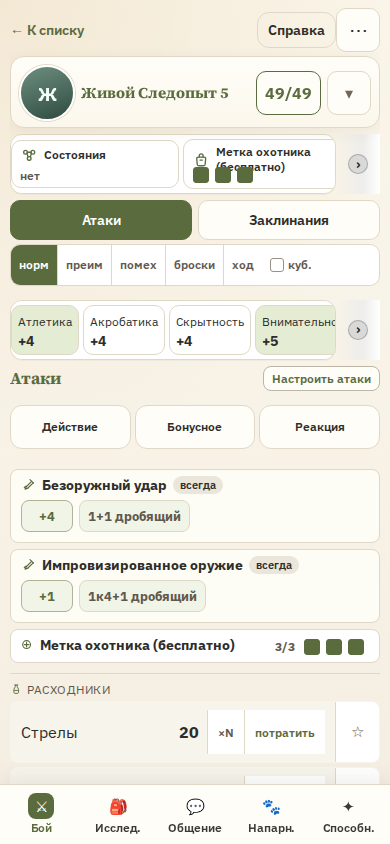 ← К списку
Справка
...
Ж
Живой Следопыт 5
49/49
▼
Состояния
нет
Метка охотника
(бесплатно)
›
Атаки
Заклинания
норм
преим
помех
броски
ход
куб.
Атлетика
+4
Акробатика
+4
Скрытность
+4
Внимательнос
+5
›
Атаки
Настроить атаки
Действие
Бонусное
Реакция
Безоружный удар
всегда
+4
1+1 дробящий
Импровизированное оружие
всегда
+1
1к4+1 дробящий
Метка охотника (бесплатно)
3/3
РАСХОДНИКИ
Стрелы
20
×N
потратить
☆
Бой
Исслед.
Общение
Напарн.
Способн.